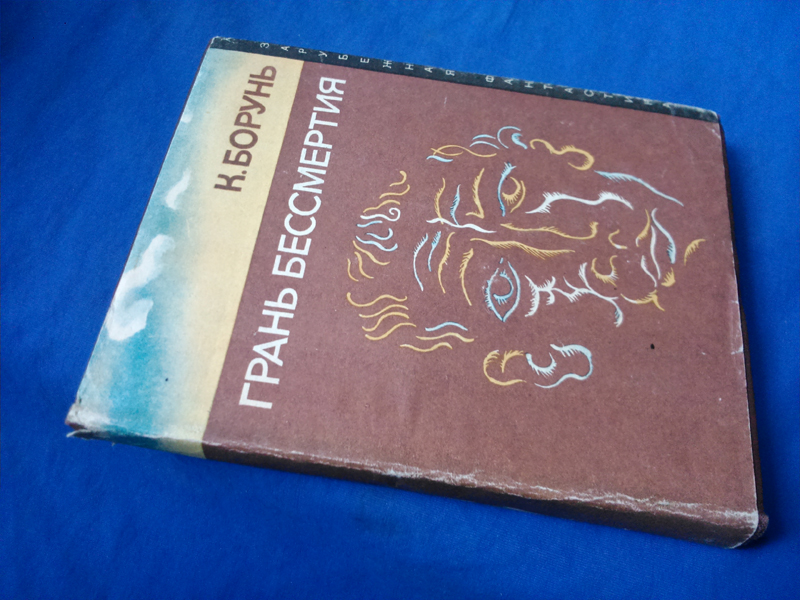 ЗАРУБЕЖНАЯ ФАНТАСТИКА
К. БОРУНЬ
ГРАНЬ БЕССМЕРТИЯ